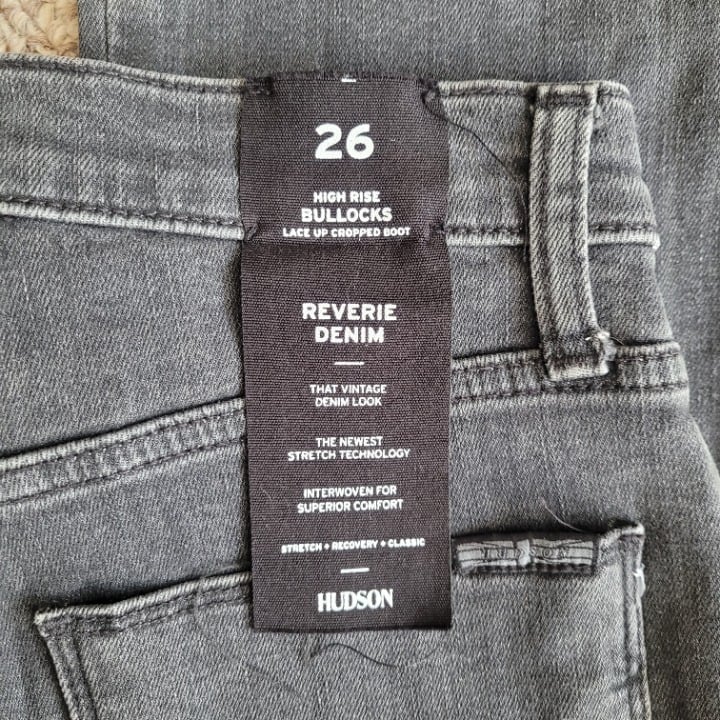 26
HIGH RISE
BULLOCKS
LACE UP CROPPED BOOT
REVERIE
DENIM
THAT VINTAGE
DENIM LOOK
THE NEWEST
STRETCH TECHNOLOGY
INTERWOVEN FOR
SUPERIOR COMFORT
STRETCH + RECOVERY + CLASSIC
HUDSON
HUDSON